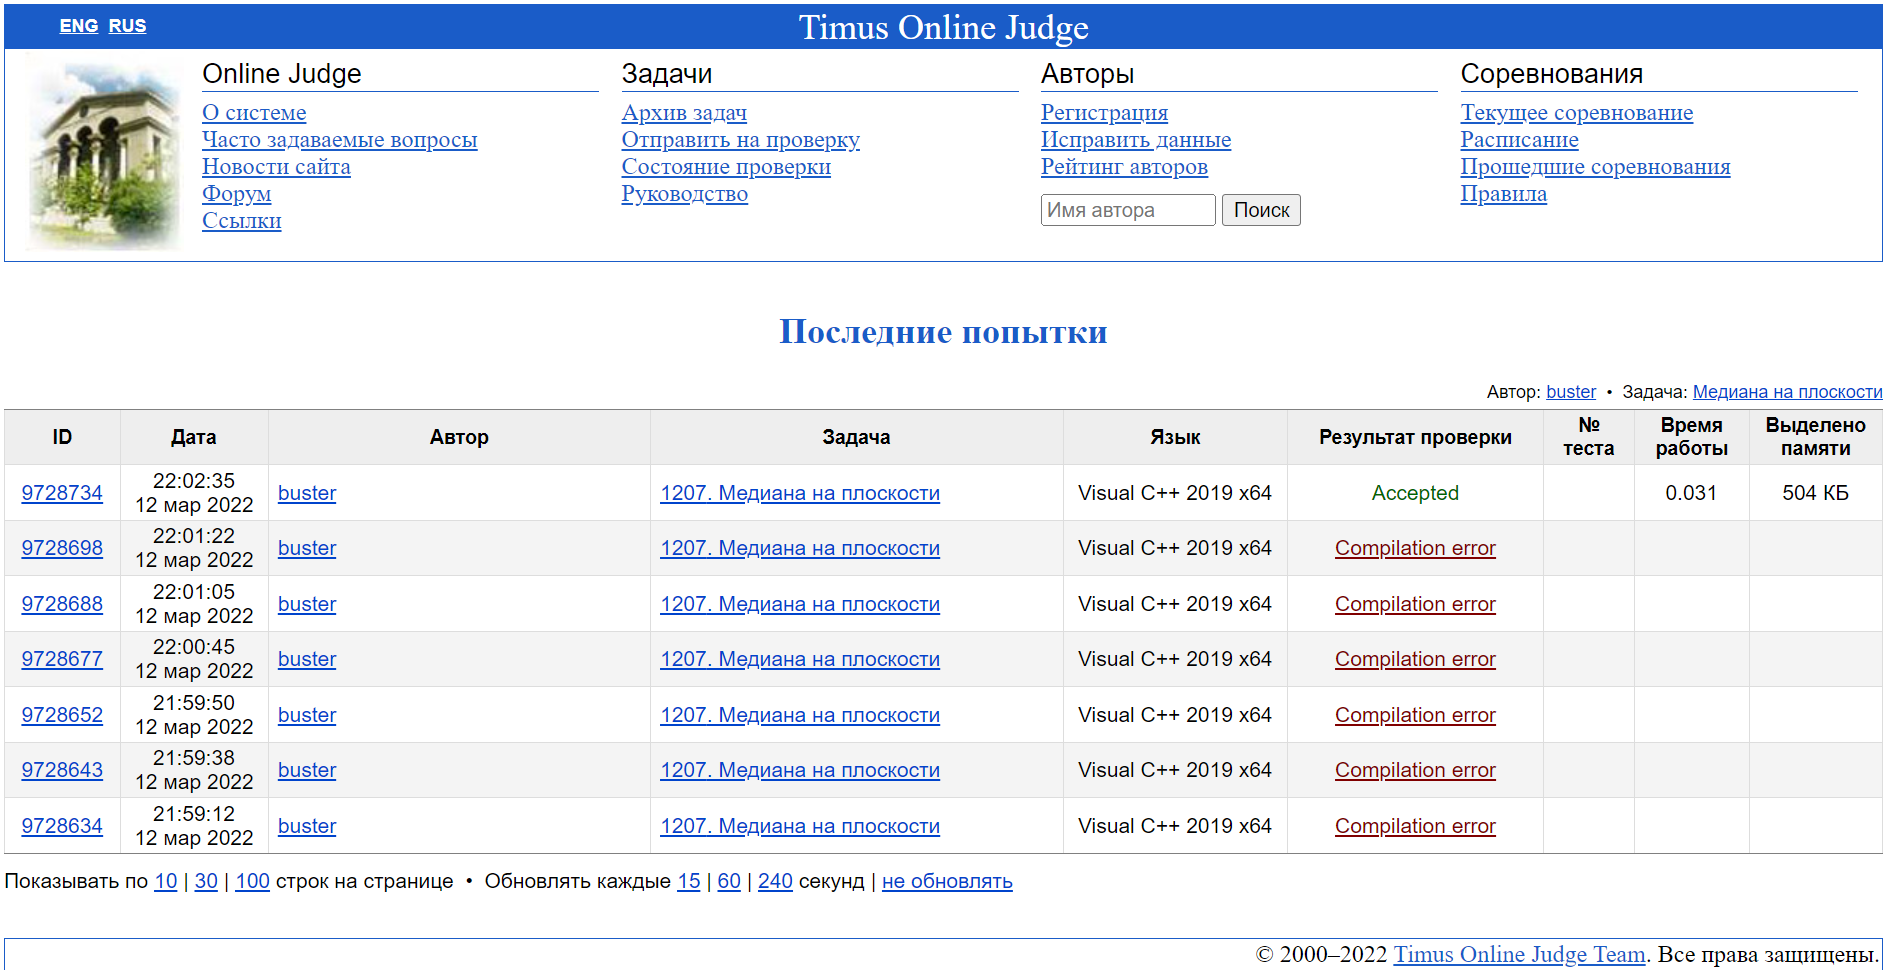 ENG RUS
Timus Online Judge
Online Judge
О системе
Часто задаваемые вопросы
Новости сайта
Форум
Ссылки
Задачи
Архив задач
Отправить на проверку
Состояние проверки
Руководство
Авторы
Регистрация
Исправить данные
Рейтинг авторов
Имя автора Поиск
Соревнования
Текущее соревнование
Расписание
Прошедшие соревнования
Правила
Последние попытки
Автор: buster • Задача: Медиана на плоскости
ID Дата Автор Задача Язык Результат проверки № теста Время работы Выделено памяти
9728734 22:02:35 12 мар 2022 buster 1207. Медиана на плоскости Visual C++ 2019 x64 Accepted 0.031 504 КБ
9728698 22:01:22 12 мар 2022 buster 1207. Медиана на плоскости Visual C++ 2019 x64 Compilation error
9728688 22:01:05 12 мар 2022 buster 1207. Медиана на плоскости Visual C++ 2019 x64 Compilation error
9728677 22:00:45 12 мар 2022 buster 1207. Медиана на плоскости Visual C++ 2019 x64 Compilation error
9728652 21:59:50 12 мар 2022 buster 1207. Медиана на плоскости Visual C++ 2019 x64 Compilation error
9728643 21:59:38 12 мар 2022 buster 1207. Медиана на плоскости Visual C++ 2019 x64 Compilation error
9728634 21:59:12 12 мар 2022 buster 1207. Медиана на плоскости Visual C++ 2019 x64 Compilation error
Показывать по 10 | 30 | 100 строк на странице • Обновлять каждые 15 | 60 | 240 секунд | не обновлять
© 2000–2022 Timus Online Judge Team. Все права защищены.